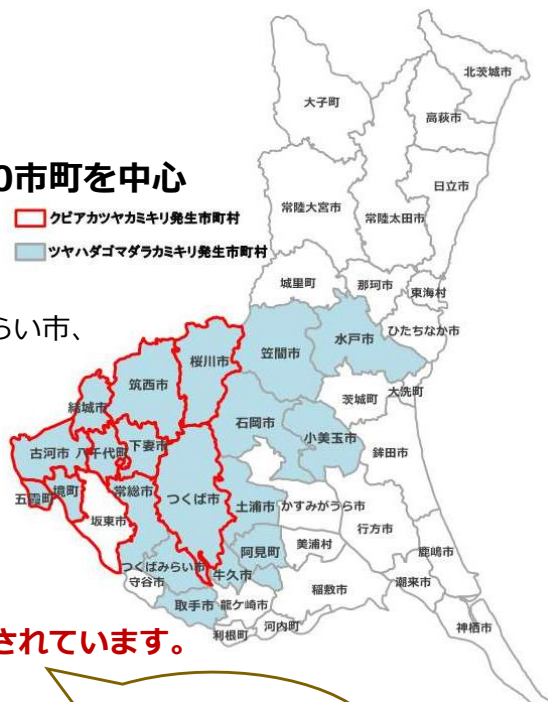 0市町を中心
クビアカツヤカミキリ発生市町村
ツヤハダゴマダラカミキリ発生市町村
らい市、
されています。
北茨城市
大子町
高萩市
日立市
常陸大宮市
常陸太田市
城里町
那珂市
東海村
ひたちなか市
水戸市
笠間市
桜川市
筑西市
茨城町
大洗町
結城市
石岡市
小美玉市
古河市
八千代町
下妻市
鉾田市
五霞町
境町
常総市
つくば市
土浦市
かすみがうら市
坂東市
行方市
阿見町
美浦村
つくばみらい市
牛久市
鹿嶋市
守谷市
稲敷市
潮来市
取手市
龍ケ崎市
利根町
河内町
神栖市